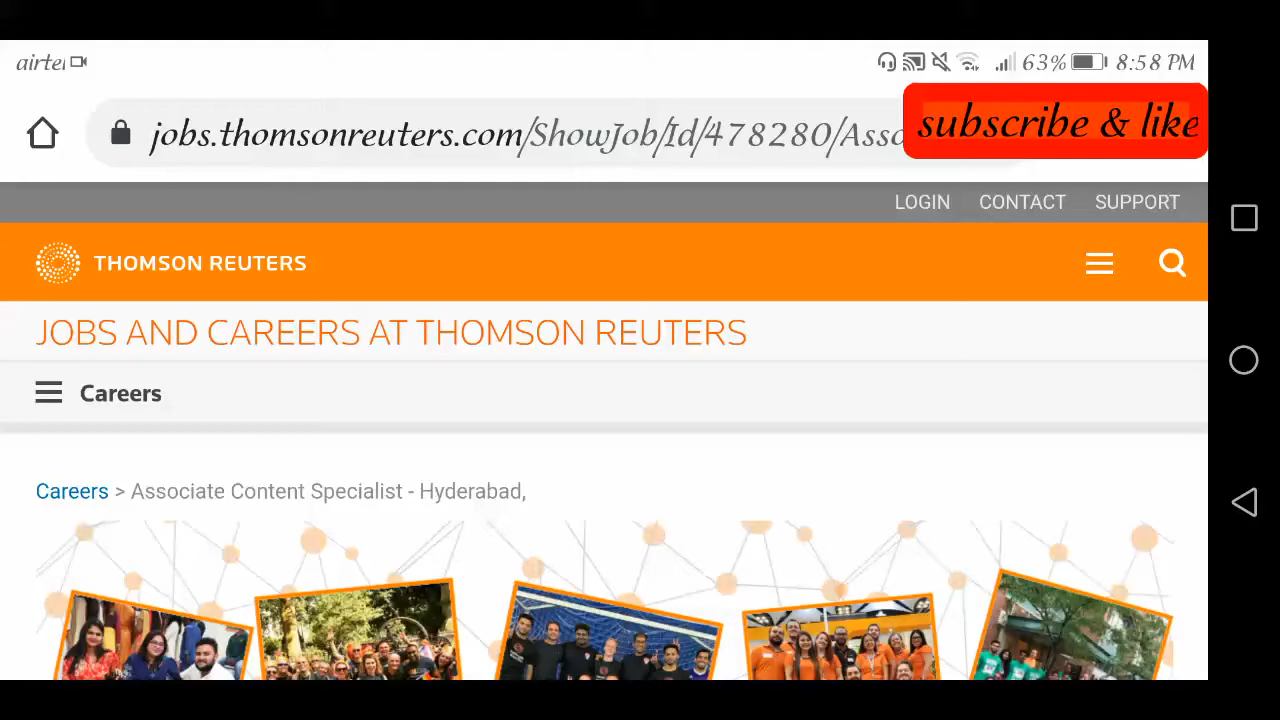 airtel
63% 8:58 PM
jobs.thomsonreuters.com/ShowJob/Id/478280/Asso
subscribe & like
LOGIN CONTACT SUPPORT
THOMSON REUTERS
JOBS AND CAREERS AT THOMSON REUTERS
Careers
Careers > Associate Content Specialist - Hyderabad,